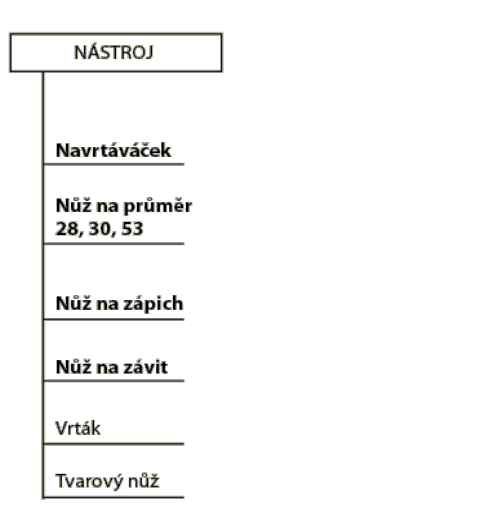 NÁSTROJ
Navrtáváček
Nůž na průměr
28, 30, 53
Nůž na zápich
Nůž na závit
Vrták
Tvarový nůž